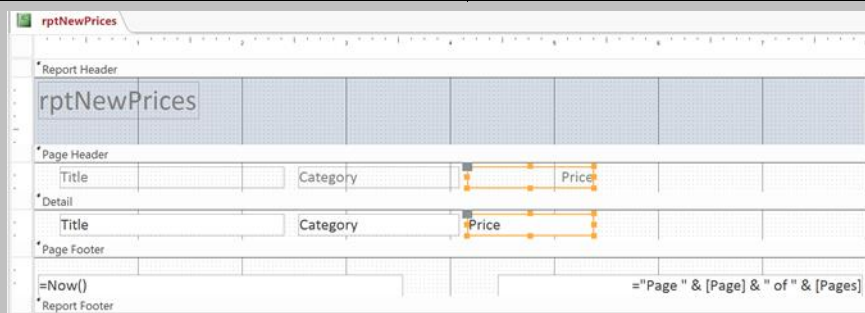 rptNewPrices
Report Header
rptNewPrices
Page Header
Title Category Price
Detail
Title Category Price
Page Footer
=Now() ="Page " & [Page] & " of " & [Pages]
Report Footer